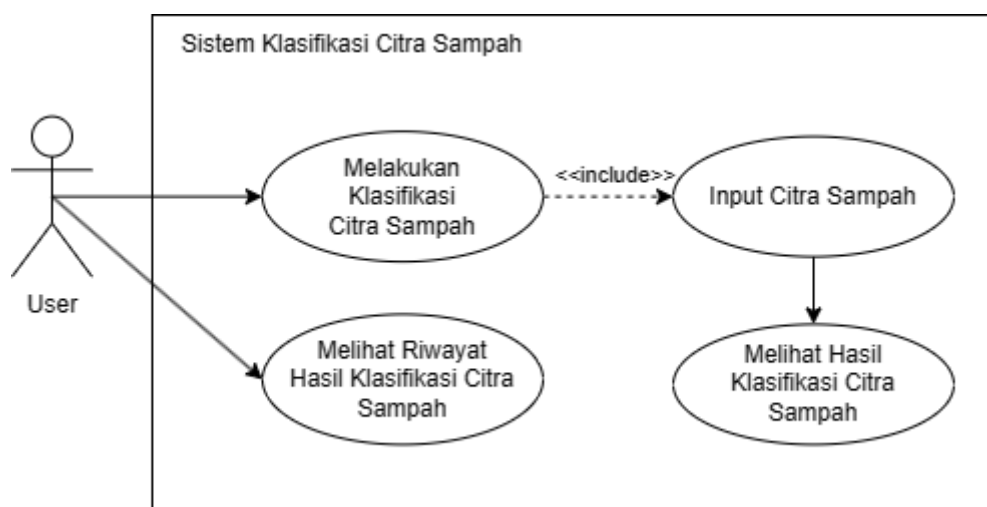 Sistem Klasifikasi Citra Sampah
Melakukan
Klasifikasi
Citra Sampah
<<include>>
Input Citra Sampah
User
Melihat Riwayat
Hasil Klasifikasi Citra
Sampah
Melihat Hasil
Klasifikasi Citra
Sampah